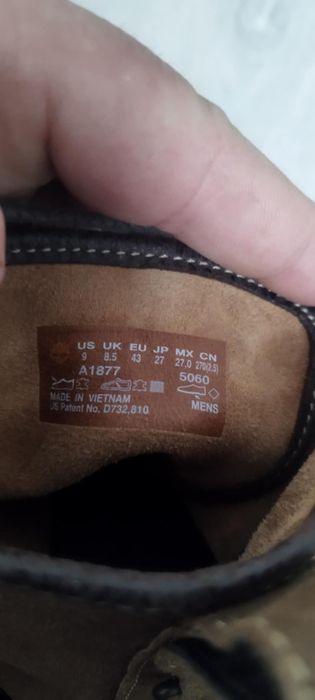 US UK EU JP MX CN
9 8.5 43 27 27.0 270(2.5)
A1877 5060
MADE IN VIETNAM
US Patent No. D732,810 MENS